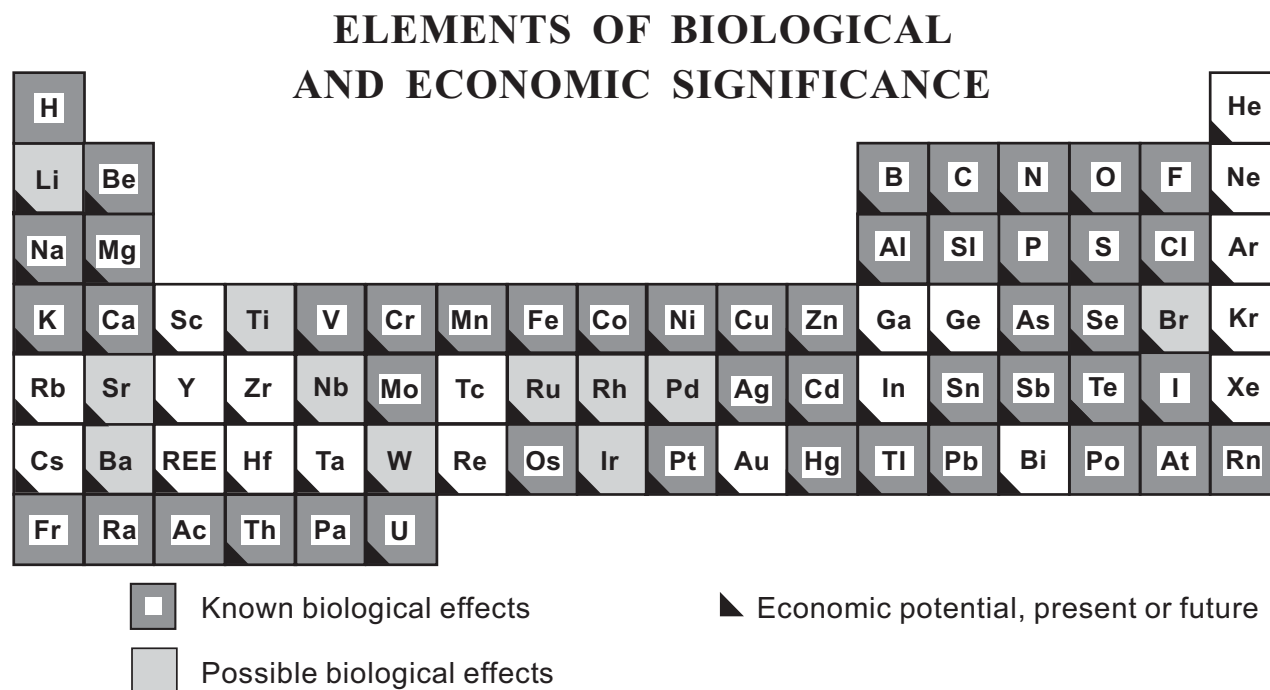 ELEMENTS OF BIOLOGICAL
AND ECONOMIC SIGNIFICANCE
H He
Li Be B C N O F Ne
Na Mg Al SI P S Cl Ar
K Ca Sc Ti V Cr Mn Fe Co Ni Cu Zn Ga Ge As Se Br Kr
Rb Sr Y Zr Nb Mo Tc Ru Rh Pd Ag Cd In Sn Sb Te I Xe
Cs Ba REE Hf Ta W Re Os Ir Pt Au Hg Tl Pb Bi Po At Rn
Fr Ra Ac Th Pa U
Known biological effects
Economic potential, present or future
Possible biological effects